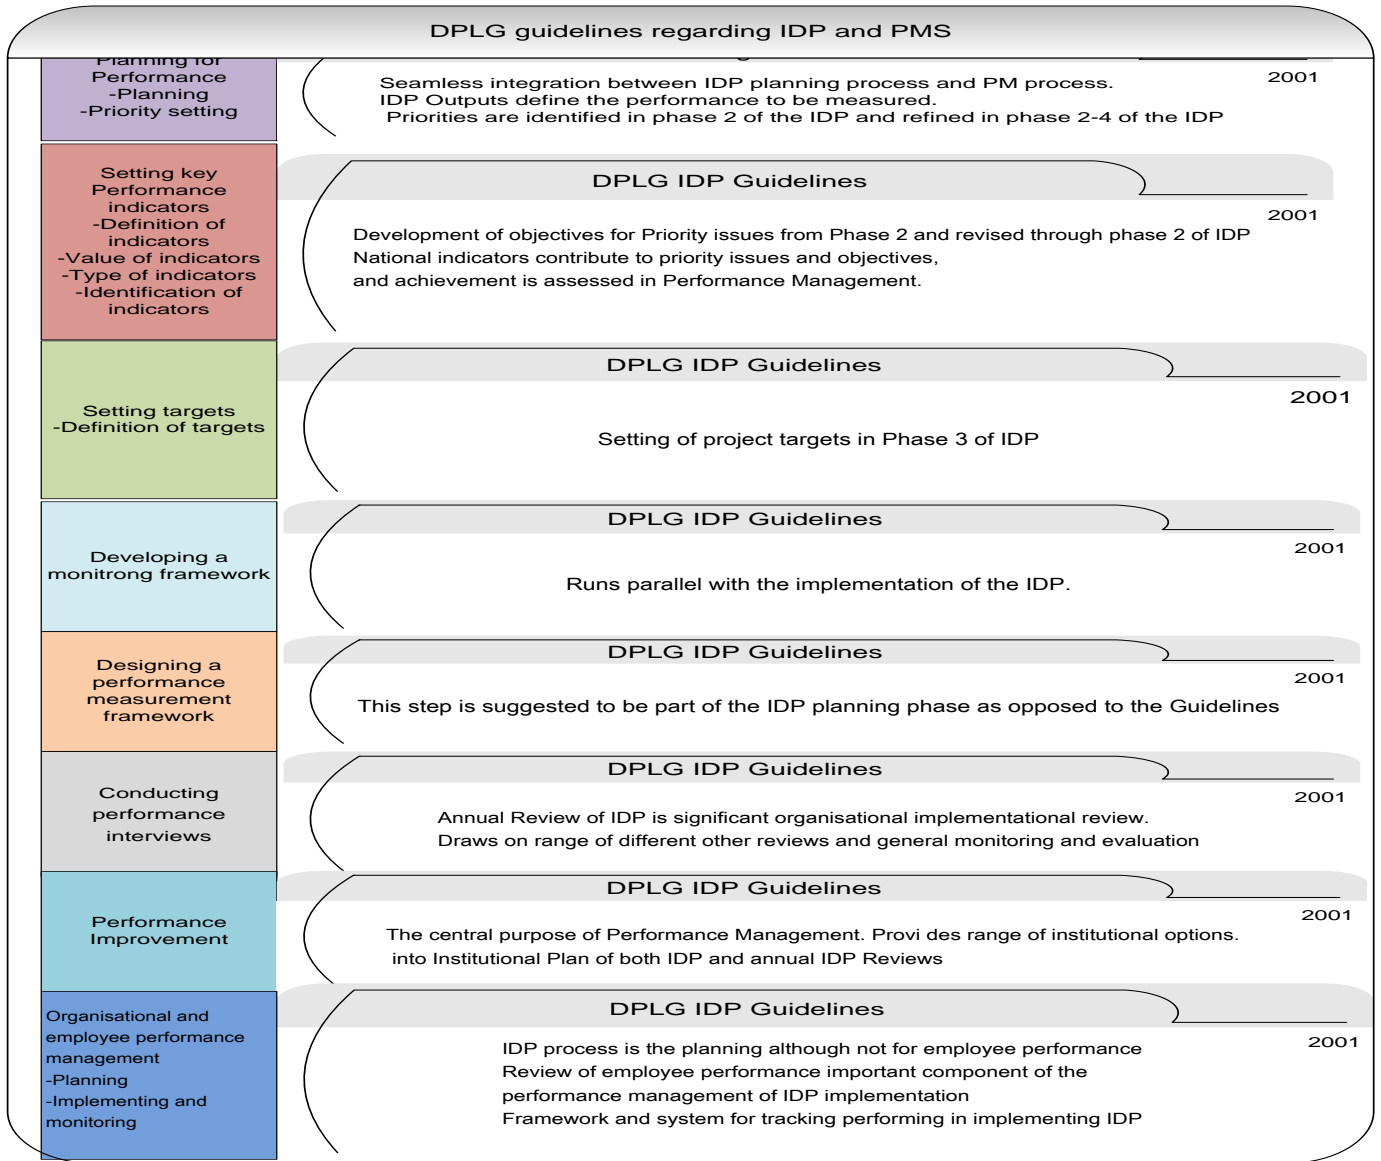 DPLG guidelines regarding IDP and PMS
Planning for
Performance
-Planning
-Priority setting
2001
Seamless integration between IDP planning process and PM process.
IDP Outputs define the performance to be measured.
Priorities are identified in phase 2 of the IDP and refined in phase 2-4 of the IDP
Setting key
Performance
indicators
-Definition of
indicators
-Value of indicators
-Type of indicators
-Identification of
indicators
DPLG IDP Guidelines
2001
Development of objectives for Priority issues from Phase 2 and revised through phase 2 of IDP
National indicators contribute to priority issues and objectives,
and achievement is assessed in Performance Management.
Setting targets
-Definition of targets
DPLG IDP Guidelines
2001
Setting of project targets in Phase 3 of IDP
Developing a
monitrong framework
DPLG IDP Guidelines
2001
Runs parallel with the implementation of the IDP.
Designing a
performance
measurement
framework
DPLG IDP Guidelines
2001
This step is suggested to be part of the IDP planning phase as opposed to the Guidelines
Conducting
performance
interviews
DPLG IDP Guidelines
2001
Annual Review of IDP is significant organisational implementational review.
Draws on range of different other reviews and general monitoring and evaluation
Performance
Improvement
DPLG IDP Guidelines
2001
The central purpose of Performance Management. Provi des range of institutional options.
into Institutional Plan of both IDP and annual IDP Reviews
Organisational and
employee performance
management
-Planning
-Implementing and
monitoring
DPLG IDP Guidelines
2001
IDP process is the planning although not for employee performance
Review of employee performance important component of the
performance management of IDP implementation
Framework and system for tracking performing in implementing IDP